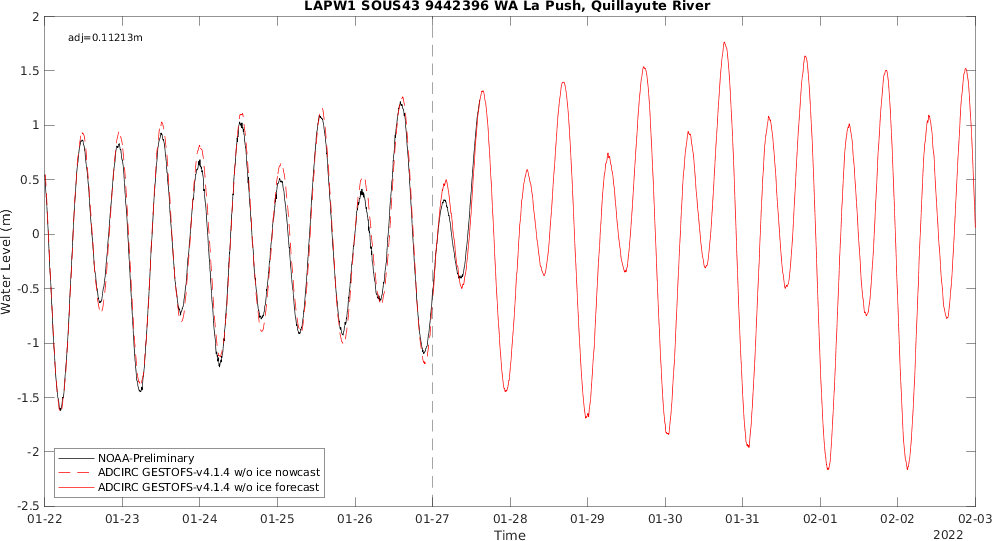 LAPW1 SOUS43 9442396 WA La Push, Quillayute River
adj=0.11213m
2
1.5
1
0.5
0
-0.5
-1
-1.5
-2
-2.5
Water Level (m)
NOAA-Preliminary
ADCIRC GESTOFS-v4.1.4 w/o ice nowcast
ADCIRC GESTOFS-v4.1.4 w/o ice forecast
01-22 01-23 01-24 01-25 01-26 01-27 01-28 01-29 01-30 01-31 02-01 02-02 02-03
Time
2022